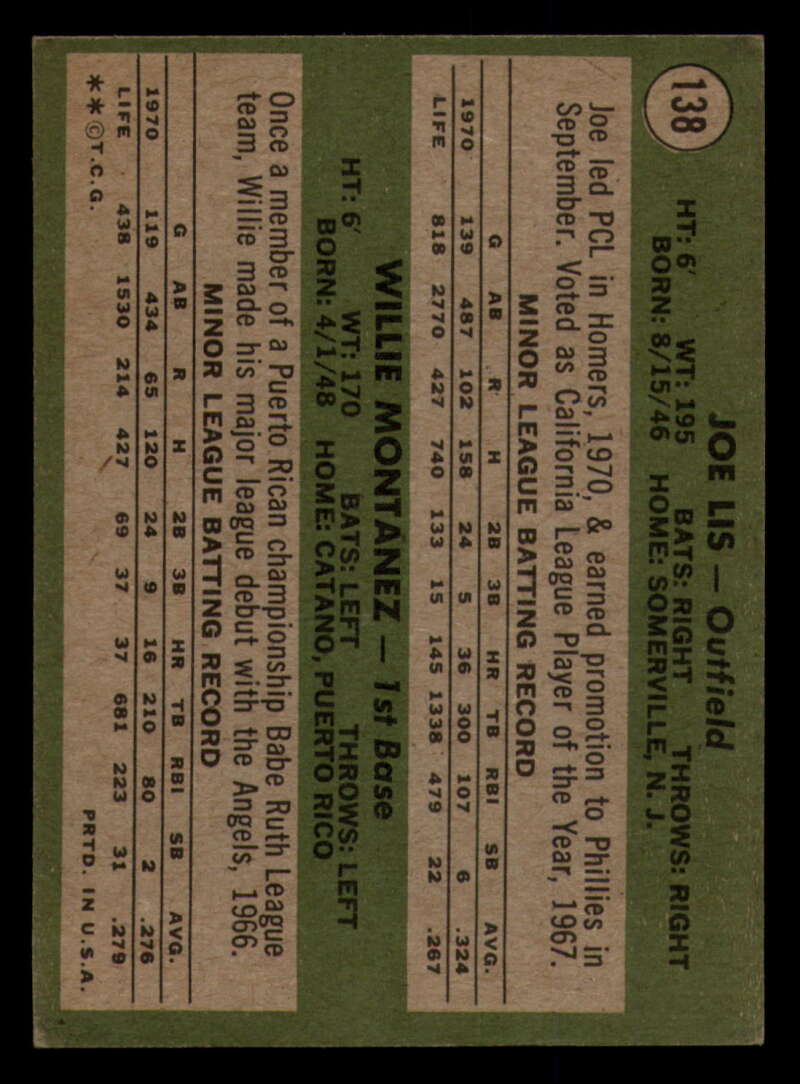 138
JOE LIS — Outfield
HT: 6' WT: 195 BATS: RIGHT THROWS: RIGHT
BORN: 8/15/46 HOME: SOMERVILLE, N. J.
Joe led PCL in Homers, 1970, & earned promotion to Phillies in
September. Voted as California League Player of the Year, 1967.
MINOR LEAGUE BATTING RECORD
G AB R H 2B 3B HR TB RBI SB AVG.
1970 139 487 102 158 24 5 36 300 107 6 .324
LIFE 818 2770 427 740 133 15 145 1338 479 22 .267
WILLIE MONTANEZ — 1st Base
HT: 6' WT: 170 BATS: LEFT THROWS: LEFT
BORN: 4/1/48 HOME: CATANO, PUERTO RICO
Once a member of a Puerto Rican championship Babe Ruth League
team, Willie made his major league debut with the Angels, 1966.
MINOR LEAGUE BATTING RECORD
G AB R H 2B 3B HR TB RBI SB AVG.
1970 119 434 65 120 24 9 16 210 80 2 .276
LIFE 438 1530 214 427 69 37 37 681 223 31 .279
**©T.C.G. PRTD. IN U.S.A.